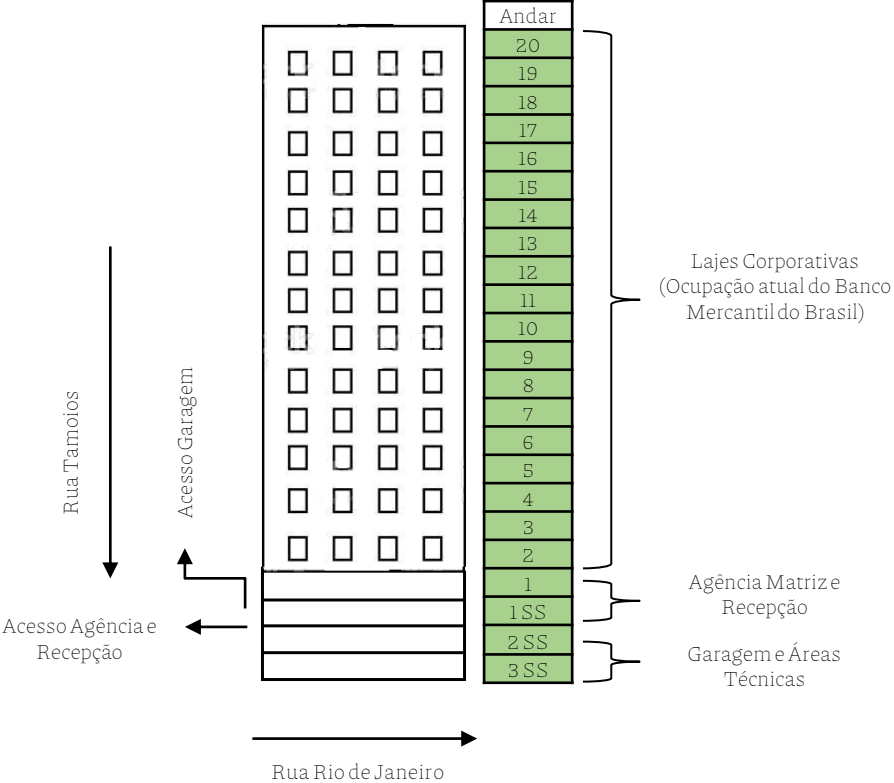 Andar
20
19
18
17
16
15
14
13
12
11
10
9
8
7
6
5
4
3
2
1
1 SS
2 SS
3 SS
Lajes Corporativas
(Ocupação atual do Banco
Mercantil do Brasil)
Agência Matriz e
Recepção
Garagem e Áreas
Técnicas
Rua Tamoios
Acesso Garagem
Acesso Agência e
Recepção
Rua Rio de Janeiro